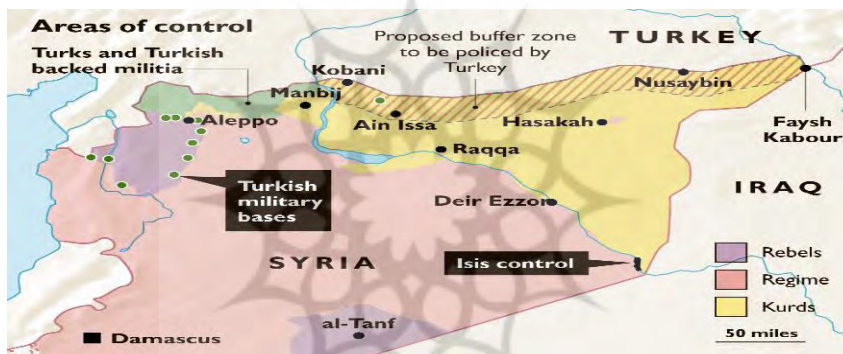 Areas of control
Turks and Turkish
backed militia
Proposed buffer zone
to be policed by
Turkey
TURKEY
Kobani
Manbij
Nusaybin
Aleppo
Ain Issa
Hasakah
Faysh
Kabour
Raqqa
Turkish
military
bases
Deir Ezzor
IRAQ
SYRIA
Isis control
Rebels
Regime
Kurds
50 miles
al-Tanf
Damascus